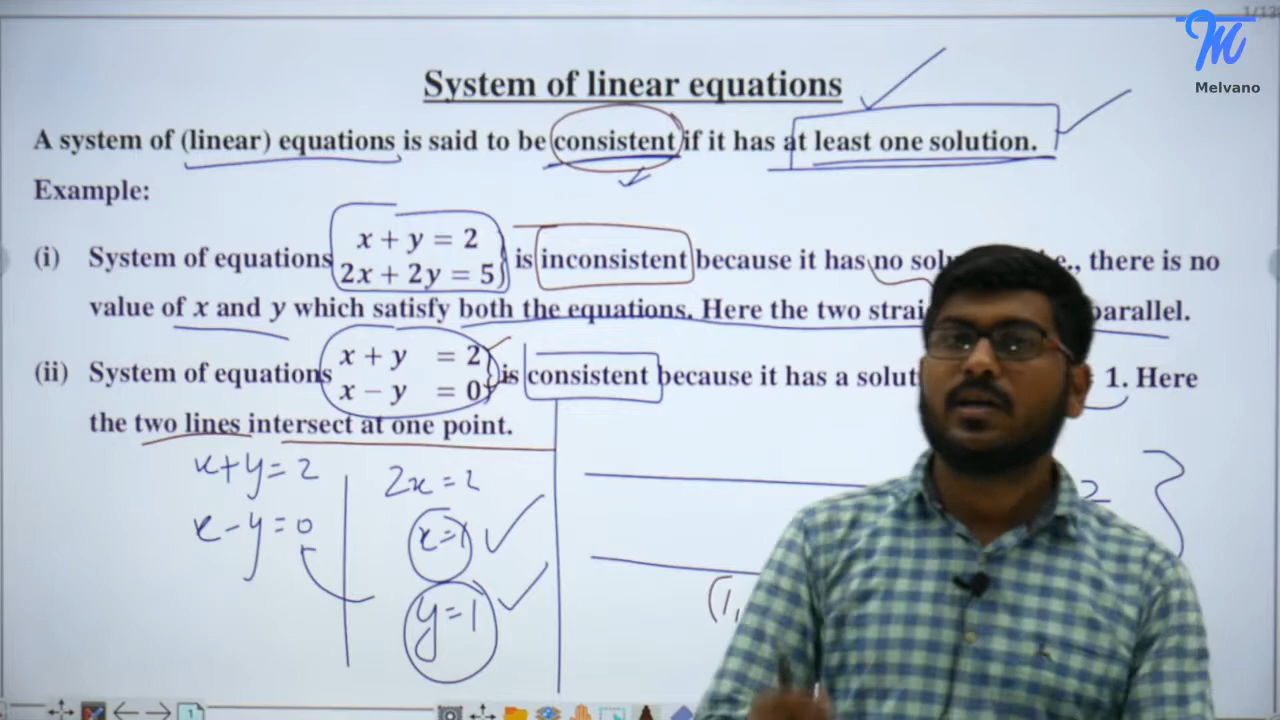 1/13
Melvano
System of linear equations
A system of (linear) equations is said to be consistent if it has at least one solution.
Example:
(i) System of equations x + y = 2
2x + 2y = 5} is inconsistent because it has no there is no
value of x and y which satisfy both the equations. Here the two parallel.
(ii) System of equations x + y = 2
x − y = 0} is consistent because it has a 1. Here
the two lines intersect at one point.
x+y=2
x-y=0
2x=2
x=1
y=1
2
(1,